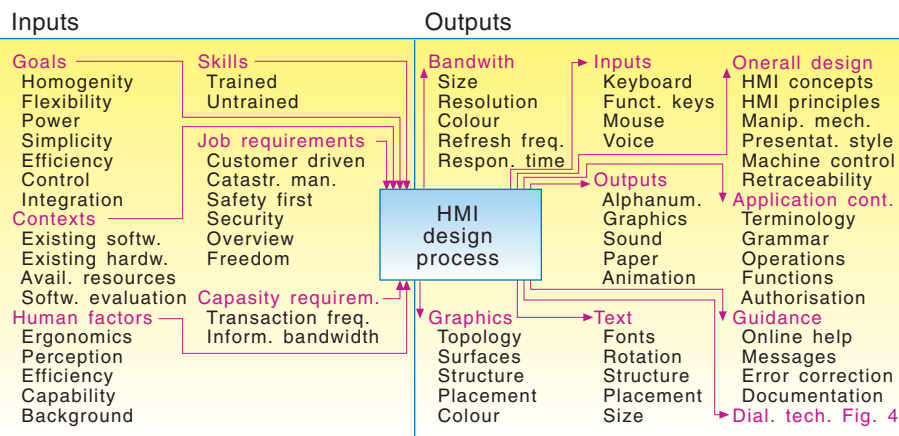 Inputs
Goals
Homogenity
Flexibility
Power
Simplicity
Efficiency
Control
Integration
Contexts
Existing softw.
Existing hardw.
Avail. resources
Softw. evaluation
Human factors
Ergonomics
Perception
Efficiency
Capability
Background
Skills
Trained
Untrained
Job requirements
Customer driven
Catastr. man.
Safety first
Security
Overview
Freedom
Capasity requirem.
Transaction freq.
Inform. bandwidth
HMI
design
process
Outputs
Bandwith
Size
Resolution
Colour
Refresh freq.
Respon. time
Graphics
Topology
Surfaces
Structure
Placement
Colour
Inputs
Keyboard
Funct. keys
Mouse
Voice
Outputs
Alphanum.
Graphics
Sound
Paper
Animation
Text
Fonts
Rotation
Structure
Placement
Size
Onerall design
HMI concepts
HMI principles
Manip. mech.
Presentat. style
Machine control
Retraceability
Application cont.
Terminology
Grammar
Operations
Functions
Authorisation
Guidance
Online help
Messages
Error correction
Documentation
Dial. tech. Fig. 4